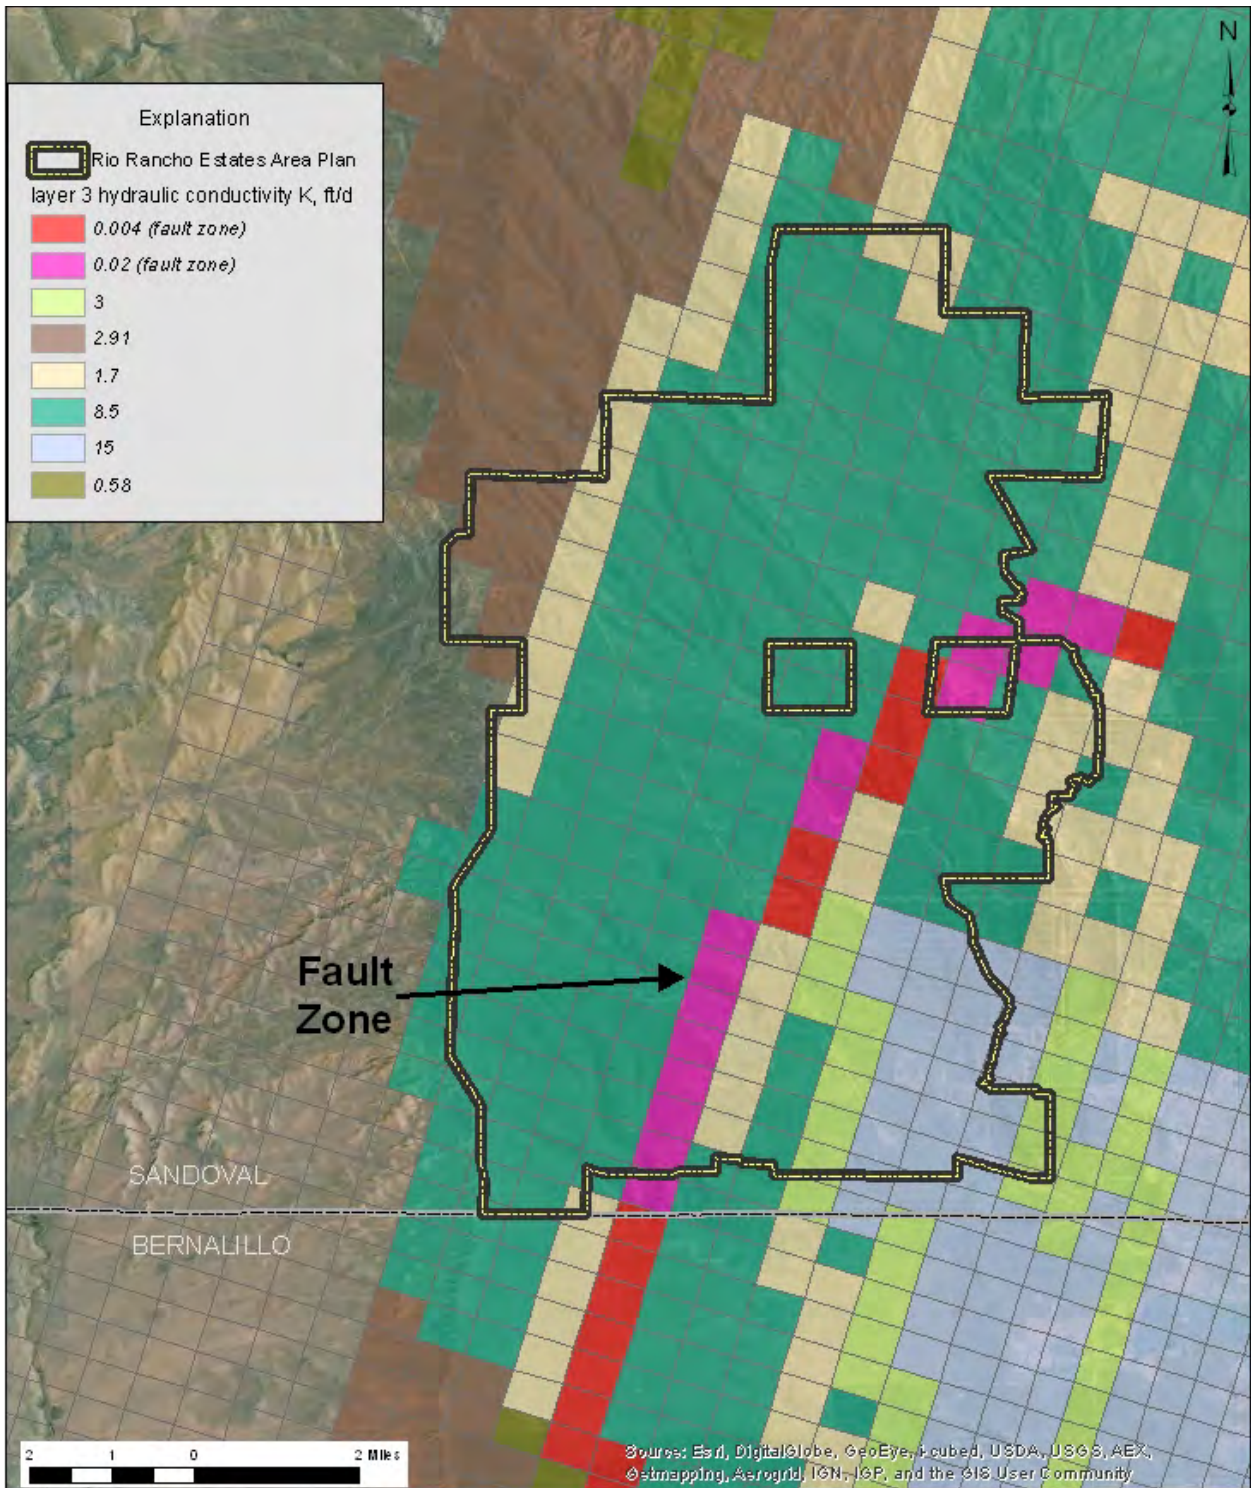 N
Explanation
Rio Rancho Estates Area Plan
layer 3 hydraulic conductivity K, ft/d
0.004 (fault zone)
0.02 (fault zone)
3
2.91
1.7
8.5
15
0.58
Fault
Zone
SANDOVAL
BERNALILLO
2 1 0 2 Miles
Source: Esri, DigitalGlobe, GeoEye, i-cubed, USDA, USGS, AEX,
Getmapping, Aerogrid, IGN, IGP, and the GIS User Community